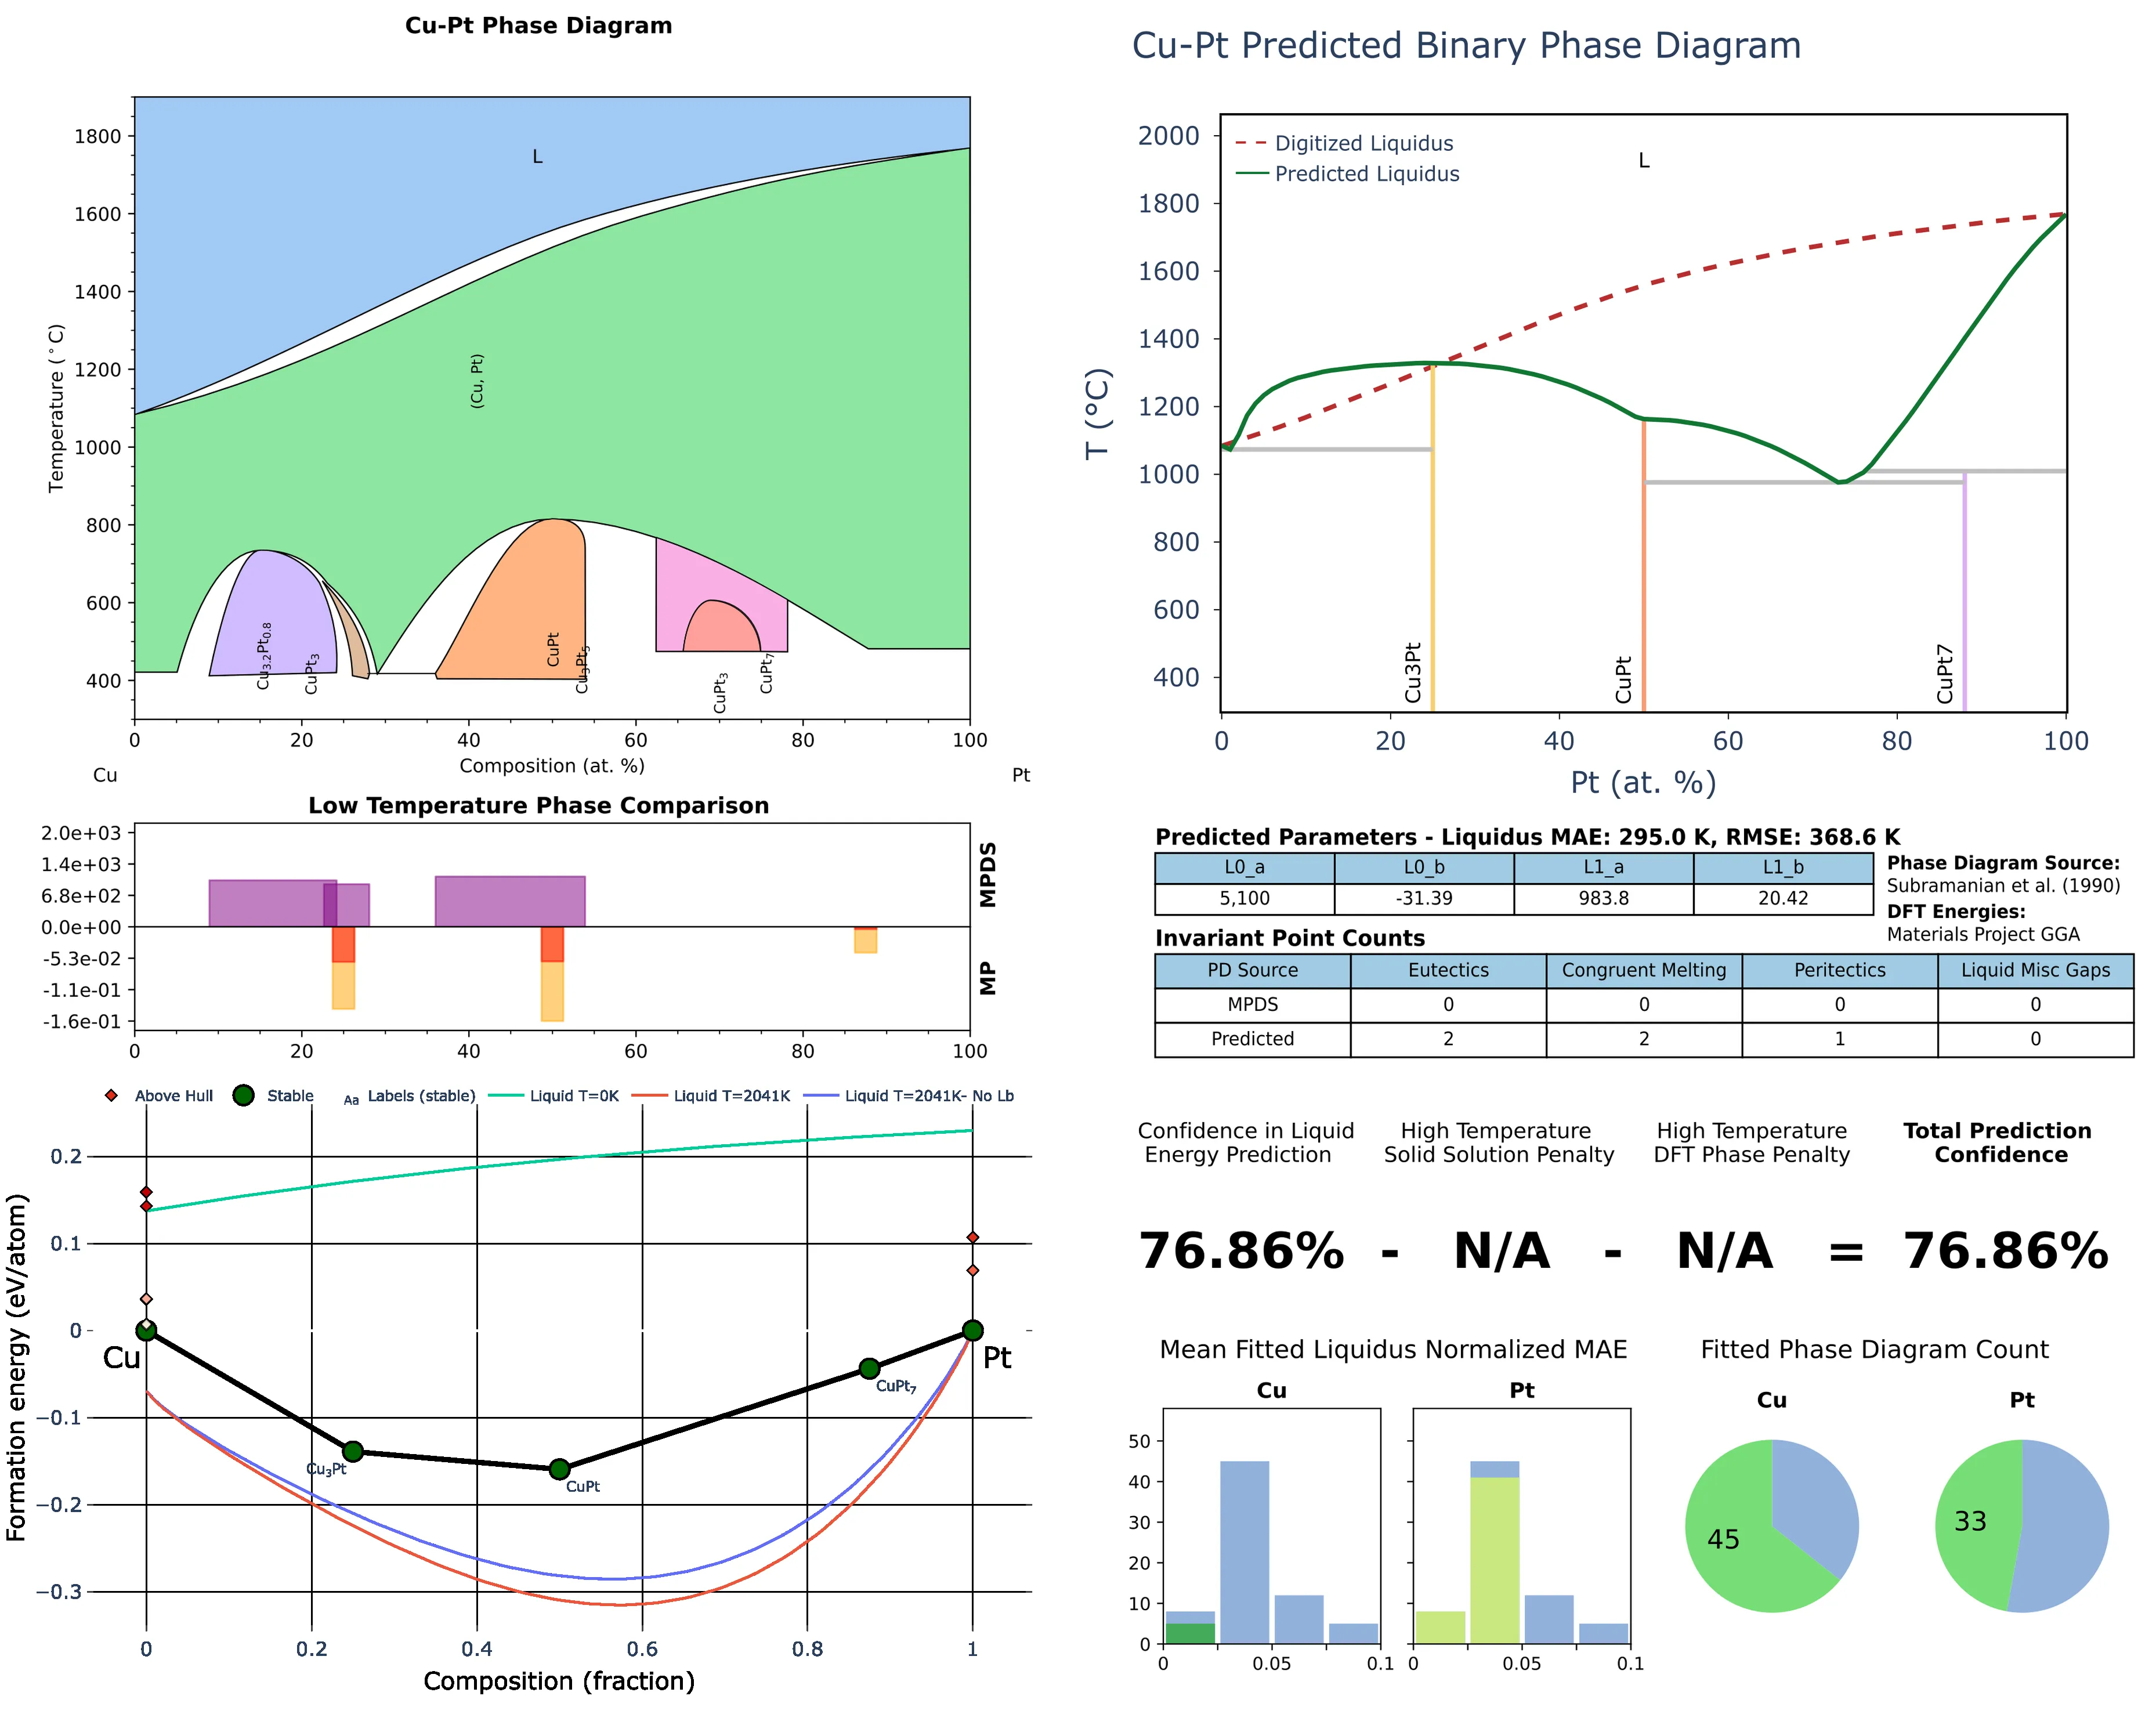 Cu-Pt Phase Diagram
1800
1600
1400
1200
1000
800
600
400
Temperature (°C)
L
(Cu, Pt)
Cu3.2Pt0.8
CuPt3
CuPt
Cu3Pt5
CuPt3
CuPt7
0 20 40 60 80 100
Composition (at. %)
Cu Pt
Low Temperature Phase Comparison
2.0e+03
1.4e+03
6.8e+02
0.0e+00
-5.3e-02
-1.1e-01
-1.6e-01
MPDS
MP
0 20 40 60 80 100
Above Hull Stable Aa Labels (stable) Liquid T=0K Liquid T=2041K Liquid T=2041K- No Lb
0.2
0.1
0
−0.1
−0.2
−0.3
Formation energy (eV/atom)
Cu
Cu3Pt
CuPt
CuPt7
Pt
0 0.2 0.4 0.6 0.8 1
Composition (fraction)
Cu-Pt Predicted Binary Phase Diagram
Digitized Liquidus
Predicted Liquidus
L
2000
1800
1600
1400
1200
1000
800
600
400
T (°C)
Cu3Pt
CuPt
CuPt7
0 20 40 60 80 100
Pt (at. %)
Predicted Parameters - Liquidus MAE: 295.0 K, RMSE: 368.6 K
L0_a L0_b L1_a L1_b
5,100 -31.39 983.8 20.42
Phase Diagram Source:
Subramanian et al. (1990)
DFT Energies:
Materials Project GGA
Invariant Point Counts
PD Source Eutectics Congruent Melting Peritectics Liquid Misc Gaps
MPDS 0 0 0 0
Predicted 2 2 1 0
Confidence in Liquid
Energy Prediction
High Temperature
Solid Solution Penalty
High Temperature
DFT Phase Penalty
Total Prediction
Confidence
76.86% - N/A - N/A = 76.86%
Mean Fitted Liquidus Normalized MAE
Cu Pt
50
40
30
20
10
0
0 0.05 0.1
0 0.05 0.1
Fitted Phase Diagram Count
Cu Pt
45
33